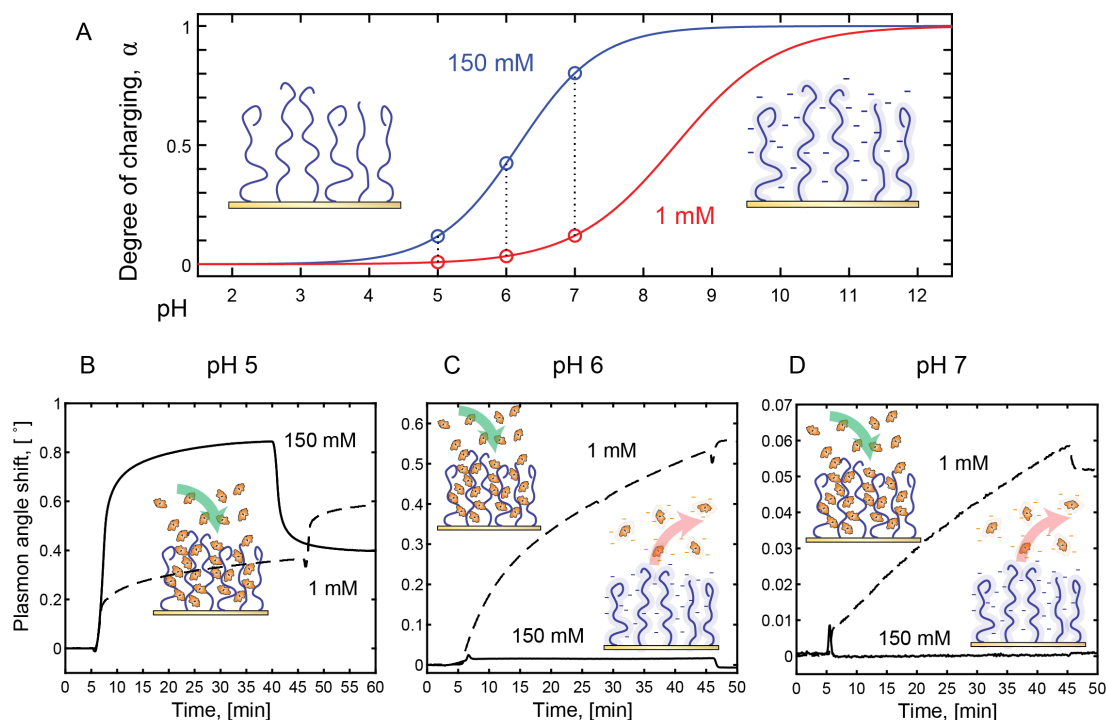 A
Degree of charging, α
1
0.5
0
150 mM
1 mM
2 3 4 5 6 7 8 9 10 11 12
pH
B pH 5
Plasmon angle shift, [°]
1
0.8
0.6
0.4
0.2
0
150 mM
1 mM
0 5 10 15 20 25 30 35 40 45 50 55 60
Time, [min]
C pH 6
0.6
0.5
0.4
0.3
0.2
0.1
0
1 mM
150 mM
0 5 10 15 20 25 30 35 40 45 50
Time, [min]
D pH 7
0.07
0.06
0.05
0.04
0.03
0.02
0.01
0
1 mM
150 mM
0 5 10 15 20 25 30 35 40 45 50
Time, [min]